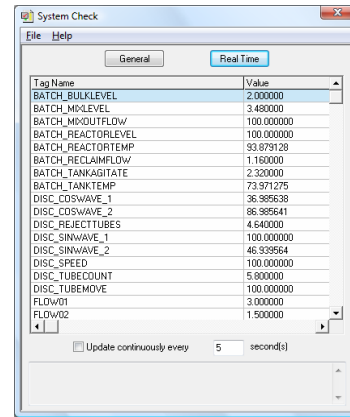 System Check
File Help
General Real Time
Tag Name Value
BATCH_BULKLEVEL 2.000000
BATCH_MIXLEVEL 3.480000
BATCH_MIXOUTFLOW 100.000000
BATCH_REACTORLEVEL 100.000000
BATCH_REACTORTEMP 93.879128
BATCH_RECLAIMFLOW 1.160000
BATCH_TANKAGITATE 2.320000
BATCH_TANKTEMP 73.971275
DISC_COSWAVE_1 36.985638
DISC_COSWAVE_2 86.985641
DISC_REJECTTUBES 4.640000
DISC_SINWAVE_1 100.000000
DISC_SINWAVE_2 46.939564
DISC_SPEED 100.000000
DISC_TUBECOUNT 5.800000
DISC_TUBEMOVE 100.000000
FLOW01 3.000000
FLOW02 1.500000
Update continuously every 5 second(s)